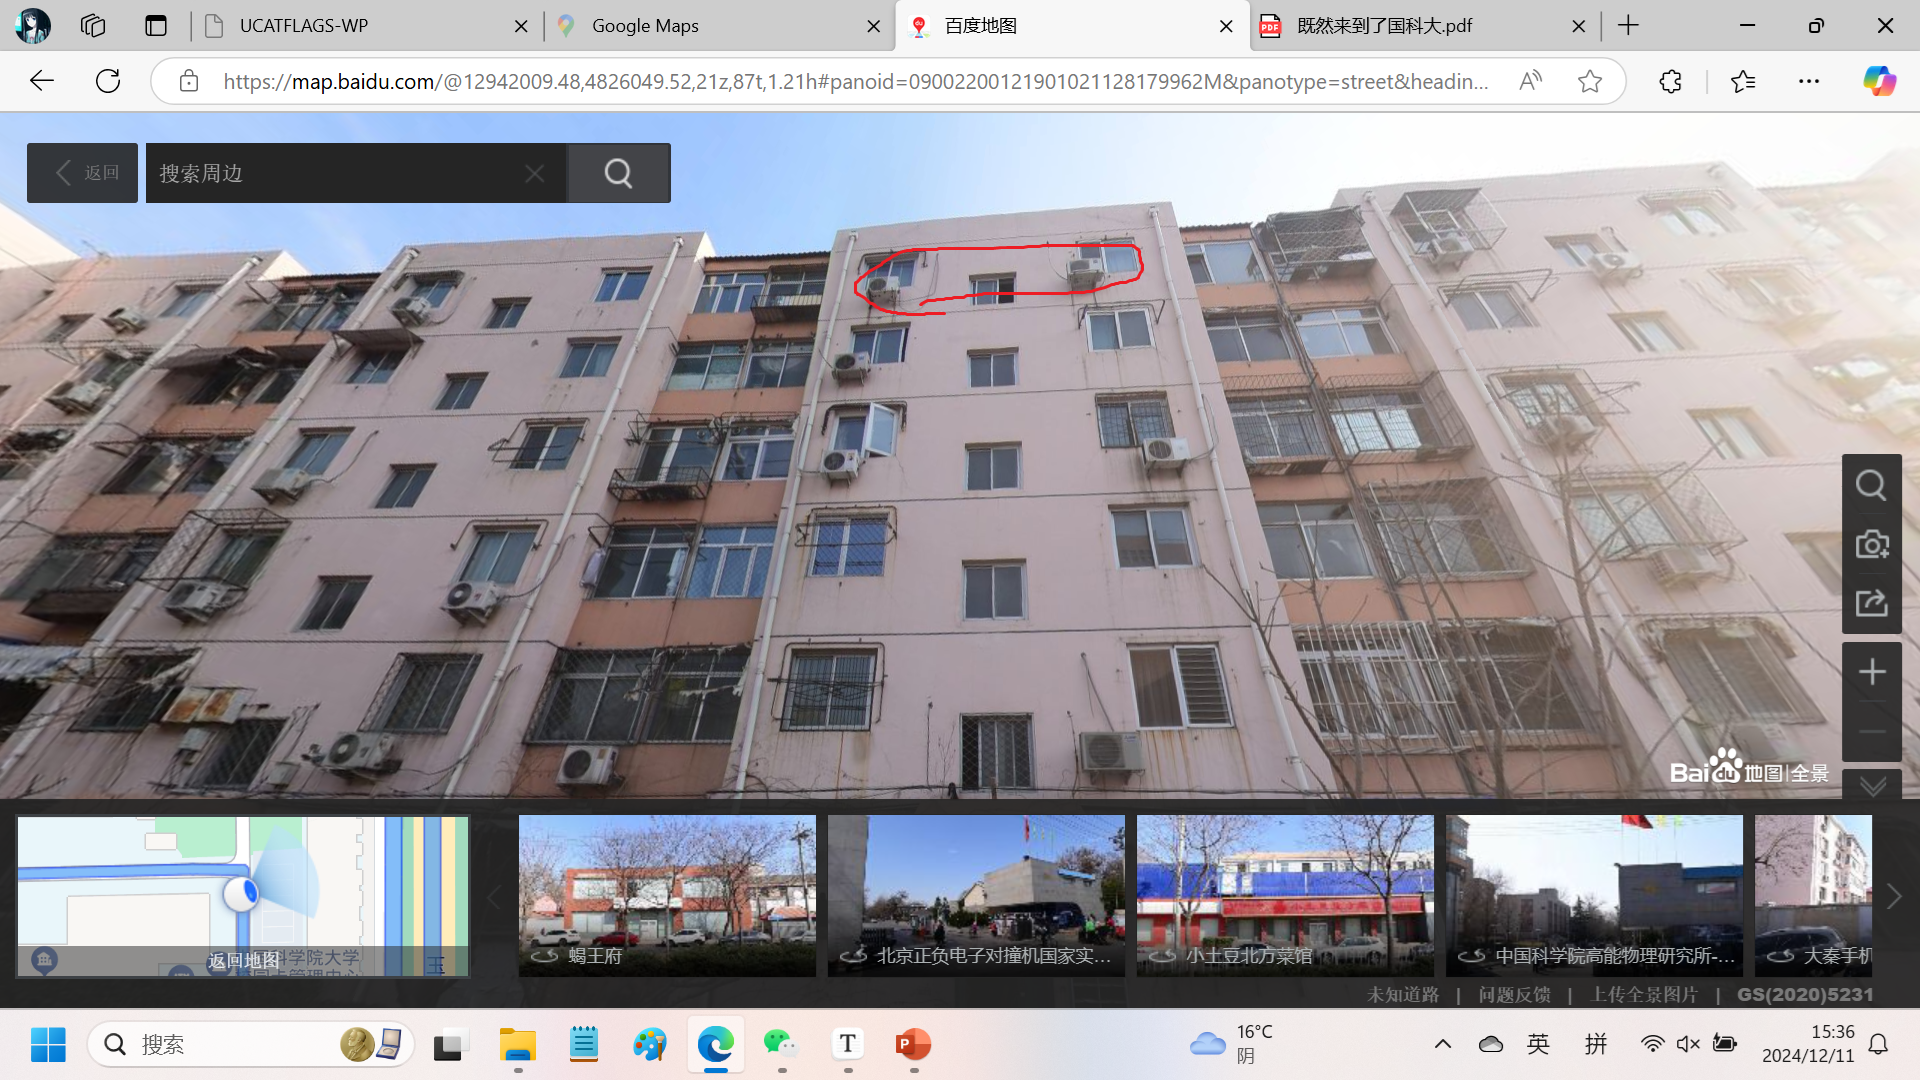 UCATFLAGS-WP
Google Maps
百度地图
既然来到了国科大.pdf
https://map.baidu.com/@12942009.48,4826049.52,21z,87t,1.21h#panoid=09002200121901021128179962M&panotype=street&headin...
返回
搜索周边
Bai du 地图|全景
返回地图
科学院大学
玉
蝎王府
北京正负电子对撞机国家实...
小土豆北方菜馆
中国科学院高能物理研究所-...
大秦手机
未知道路 | 问题反馈 | 上传全景图片 | GS(2020)5231
搜索
16°C
阴
英
拼
15:36
2024/12/11